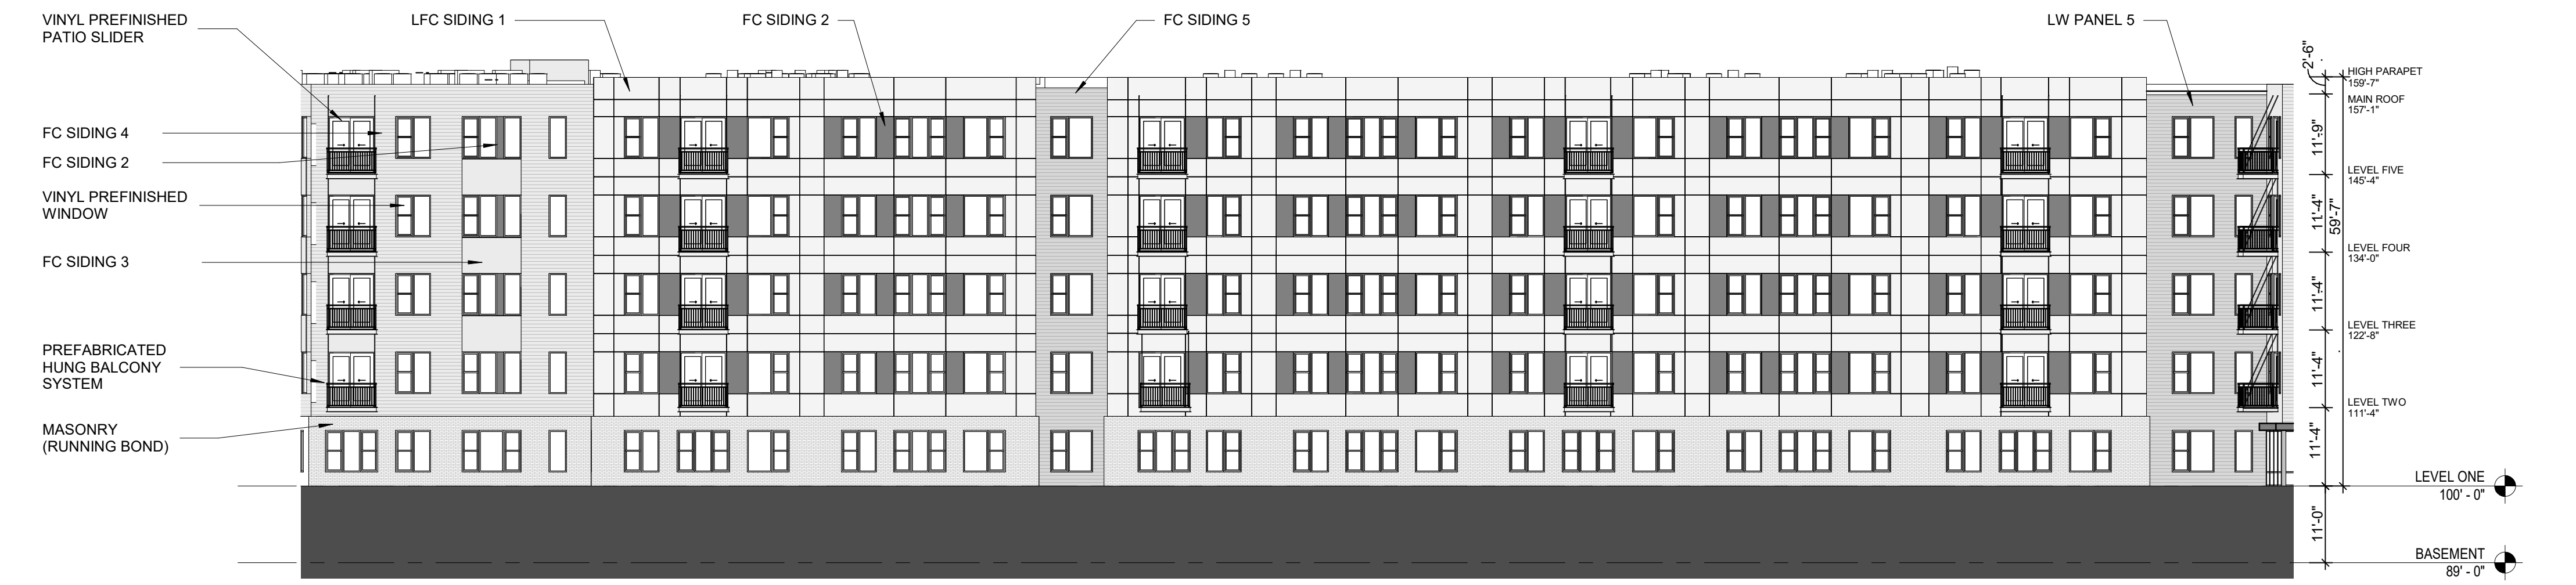 VINYL PREFINISHED
PATIO SLIDER
LFC SIDING 1
FC SIDING 2
FC SIDING 5
LW PANEL 5
FC SIDING 4
FC SIDING 2
VINYL PREFINISHED
WINDOW
FC SIDING 3
PREFABRICATED
HUNG BALCONY
SYSTEM
MASONRY
(RUNNING BOND)
2'-6"
11'-9"
11'-4"
11'-4"
11'-4"
11'-4"
11'-0"
59'-7"
HIGH PARAPET
159'-7"
MAIN ROOF
157'-1"
LEVEL FIVE
145'-4"
LEVEL FOUR
134'-0"
LEVEL THREE
122'-8"
LEVEL TWO
111'-4"
LEVEL ONE
100' - 0"
BASEMENT
89' - 0"